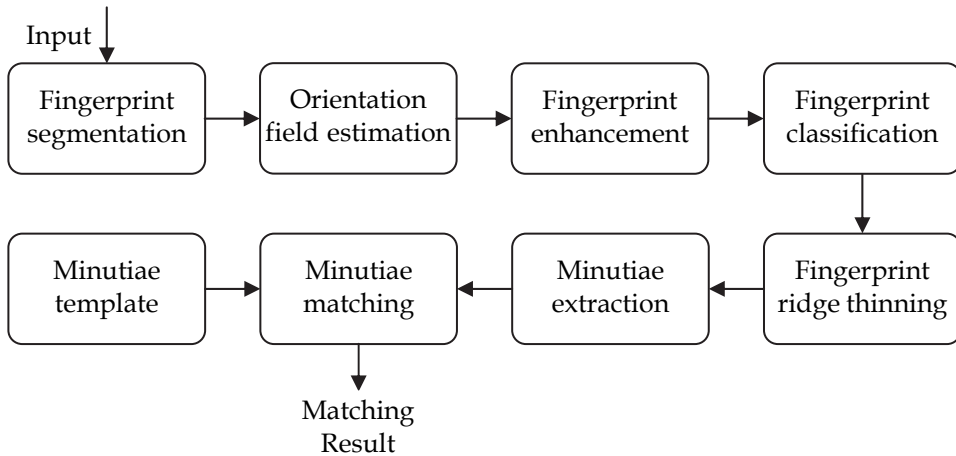 Input
Fingerprint
segmentation
Orientation
field estimation
Fingerprint
enhancement
Fingerprint
classification
Minutiae
template
Minutiae
matching
Minutiae
extraction
Fingerprint
ridge thinning
Matching
Result